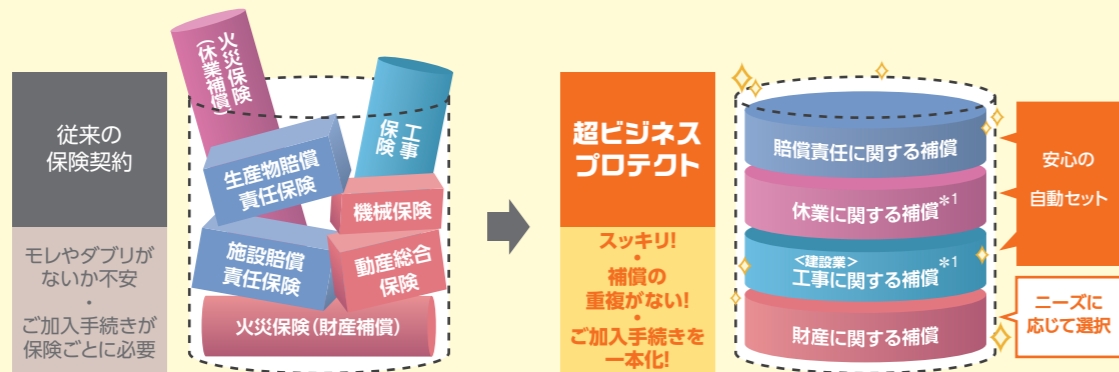 従来の
保険契約
モレやダブりが
ないか不安
・
ご加入手続きが
保険ごとに必要
火災保険
（休業補償）
工事
保険
生産物賠償
責任保険
機械保険
施設賠償
責任保険
動産総合
保険
火災保険（財産補償）
超ビジネス
プロテクト
スッキリ!
・
補償の
重複がない!
・
ご加入手続きを
一本化!
賠償責任に関する補償
休業に関する補償*1
<建設業>
工事に関する補償*1
財産に関する補償
安心の
自動セット
ニーズに
応じて選択